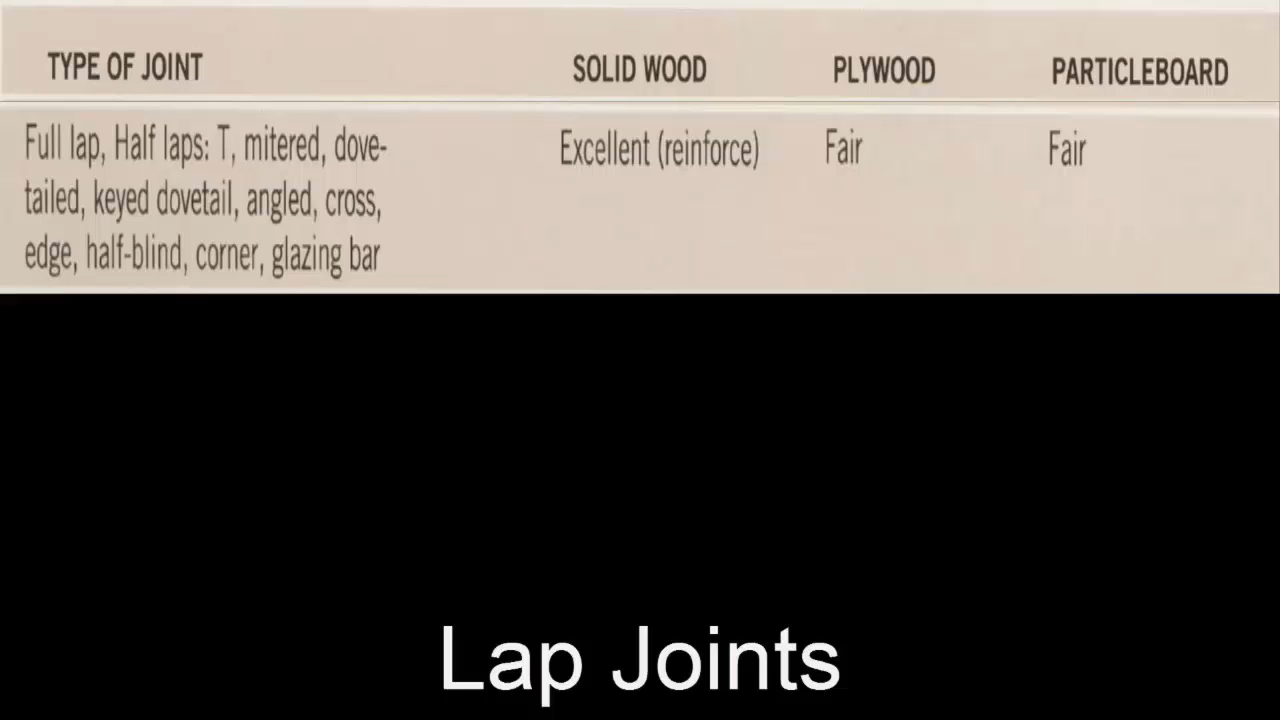 TYPE OF JOINT SOLID WOOD PLYWOOD PARTICLEBOARD
Full lap, Half laps: T, mitered, dove- Excellent (reinforce) Fair Fair
tailed, keyed dovetail, angled, cross,
edge, half-blind, corner, glazing bar
Lap Joints